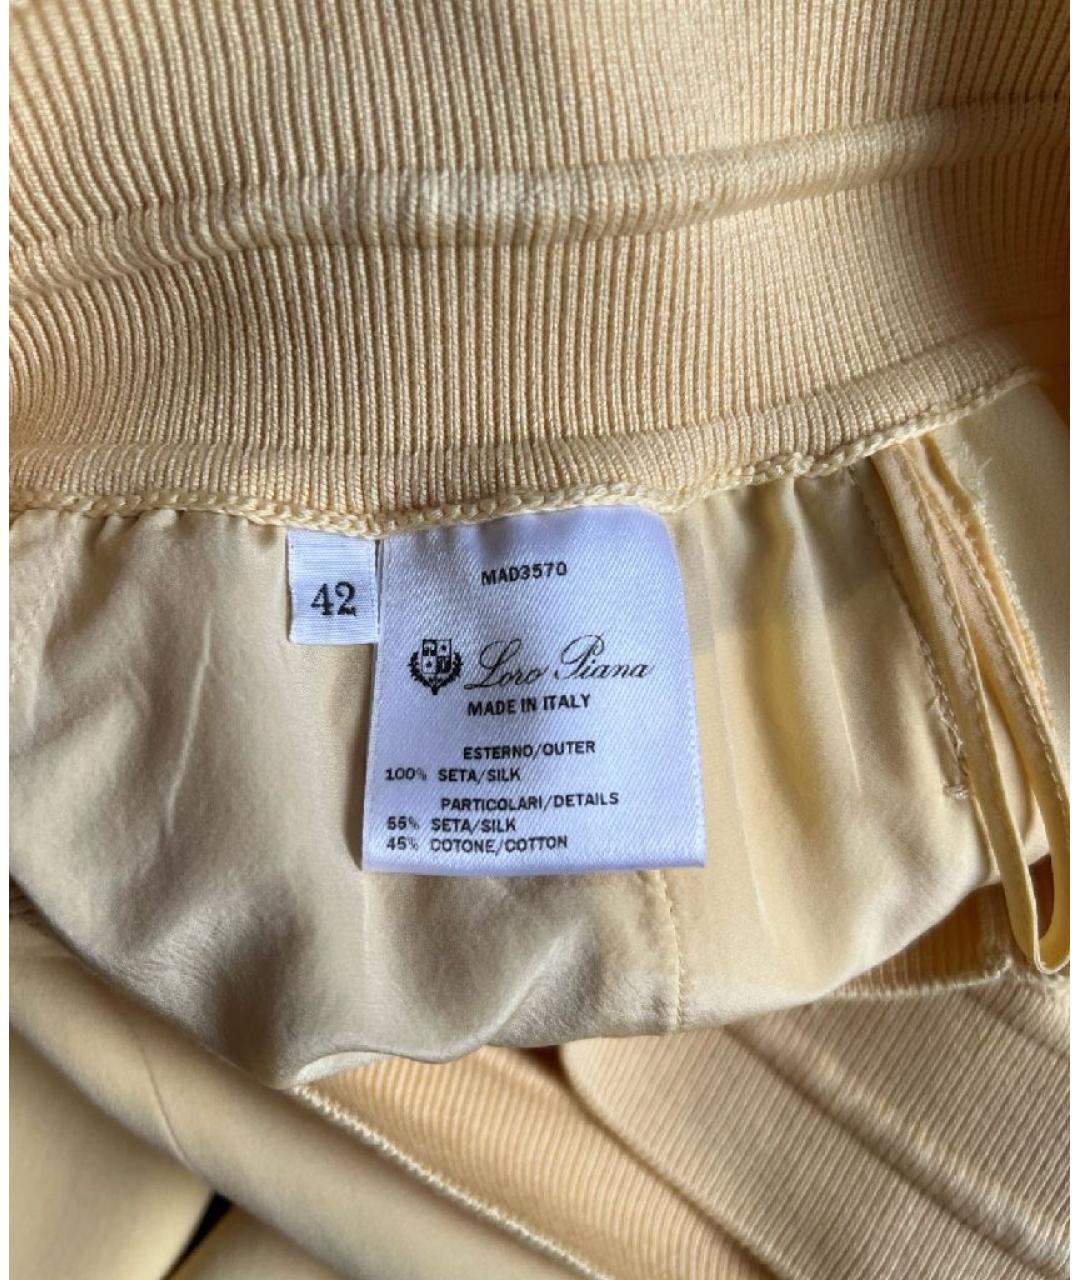 42
MAD3570
Loro Piana
MADE IN ITALY
ESTERNO/OUTER
100% SETA/SILK
PARTICOLARI/DETAILS
55% SETA/SILK
45% COTONE/COTTON